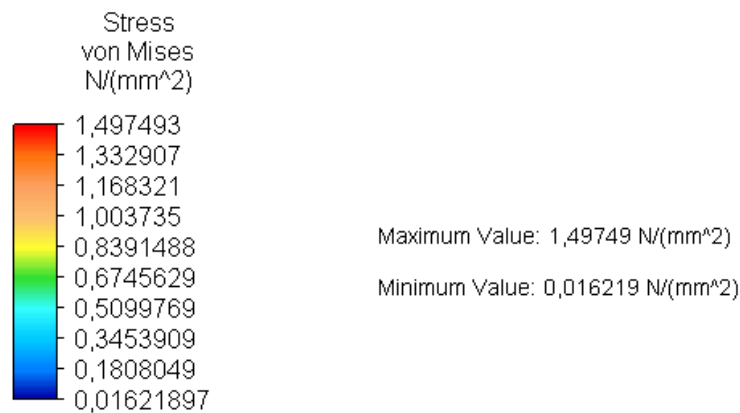 Stress
von Mises
N/(mm^2)
1,497493
1,332907
1,168321
1,003735
0,8391488
0,6745629
0,5099769
0,3453909
0,1808049
0,01621897
Maximum Value: 1,49749 N/(mm^2)
Minimum Value: 0,016219 N/(mm^2)